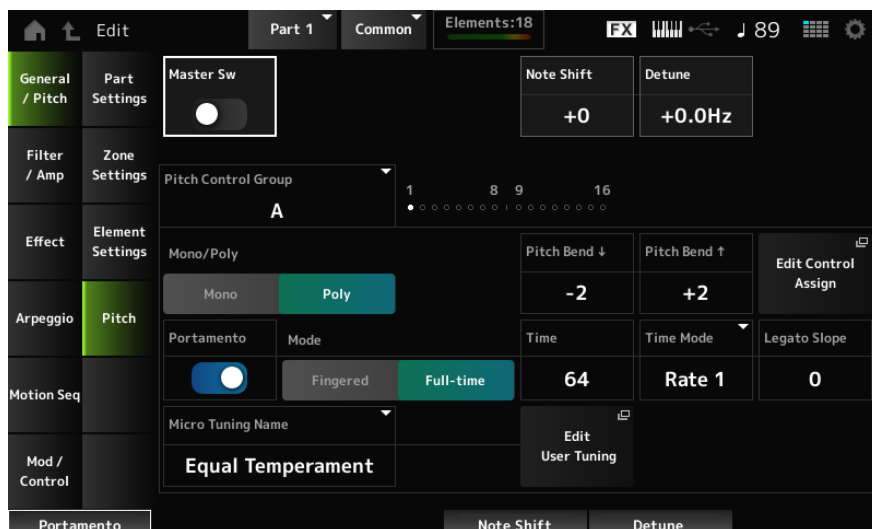 Edit
Part 1
Common
Elements:18
FX
♩ 89
General
/ Pitch
Part
Settings
Master Sw
Note Shift
+0
Detune
+0.0Hz
Filter
/ Amp
Zone
Settings
Pitch Control Group
A
1 8 9 16
Effect
Element
Settings
Mono/Poly
Mono
Poly
Pitch Bend ↓
-2
Pitch Bend ↑
+2
Edit Control
Assign
Arpeggio
Pitch
Portamento
Mode
Fingered
Full-time
Time
64
Time Mode
Rate 1
Legato Slope
0
Motion Seq
Micro Tuning Name
Equal Temperament
Edit
User Tuning
Mod /
Control
Portamento
Note Shift
Detune